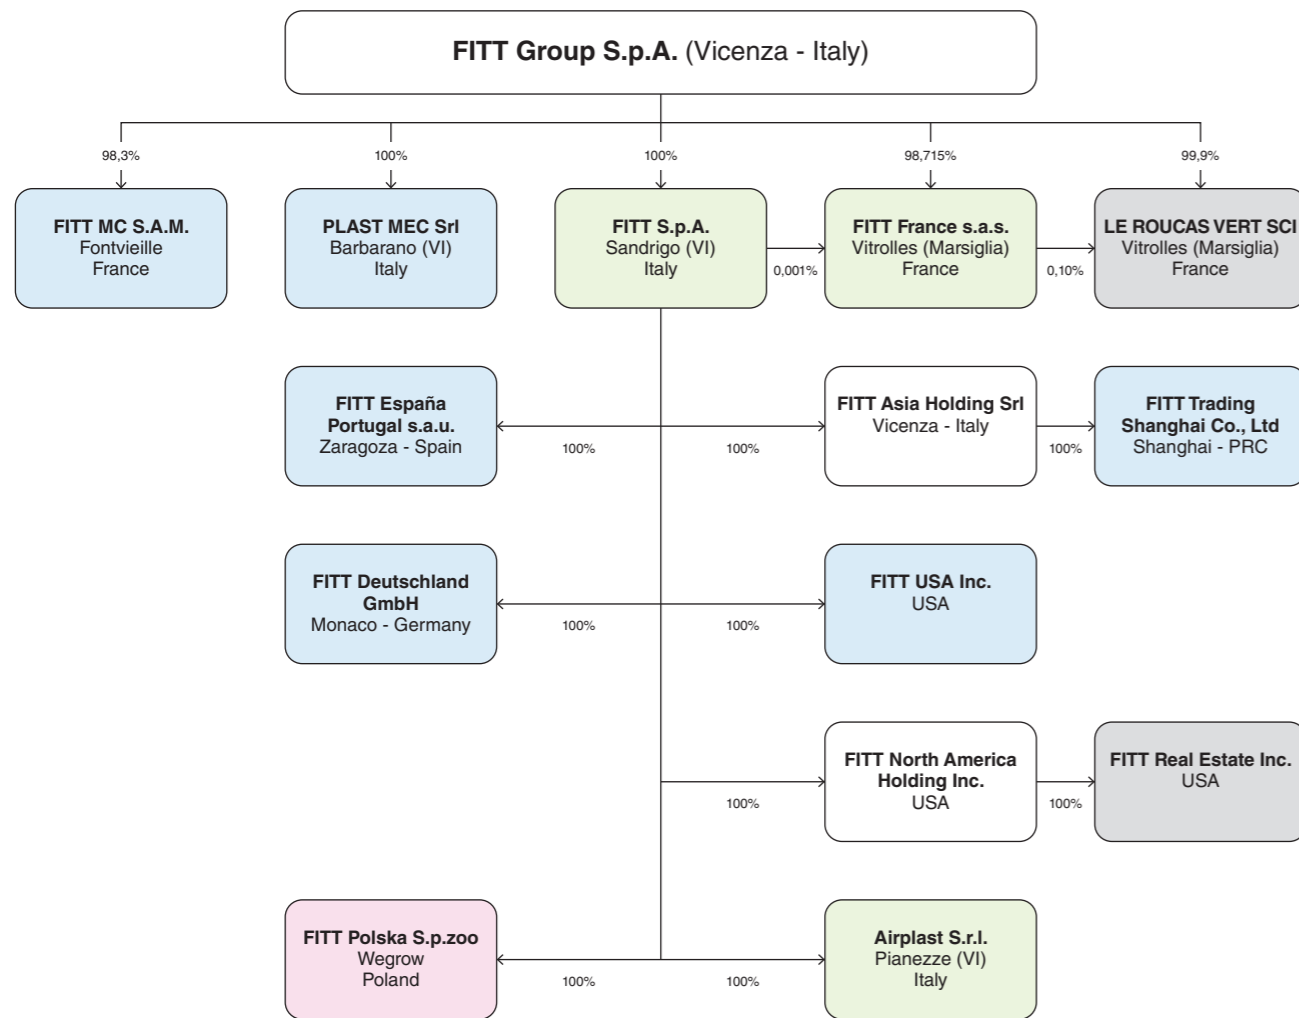 FITT Group S.p.A. (Vicenza - Italy)
98,3%
100%
100%
98,715%
99,9%
FITT MC S.A.M.
Fontvieille
France
PLAST MEC Srl
Barbarano (VI)
Italy
FITT S.p.A.
Sandrigo (VI)
Italy
0,001%
FITT France s.a.s.
Vitrolles (Marsiglia)
France
0,10%
LE ROUCAS VERT SCI
Vitrolles (Marsiglia)
France
FITT España
Portugal s.a.u.
Zaragoza - Spain
100%
100%
FITT Asia Holding Srl
Vicenza - Italy
100%
FITT Trading
Shanghai Co., Ltd
Shanghai - PRC
FITT Deutschland
GmbH
Monaco - Germany
100%
100%
FITT USA Inc.
USA
100%
FITT North America
Holding Inc.
USA
100%
FITT Real Estate Inc.
USA
FITT Polska S.p.zoo
Wegrow
Poland
100%
100%
Airplast S.r.l.
Pianezze (VI)
Italy